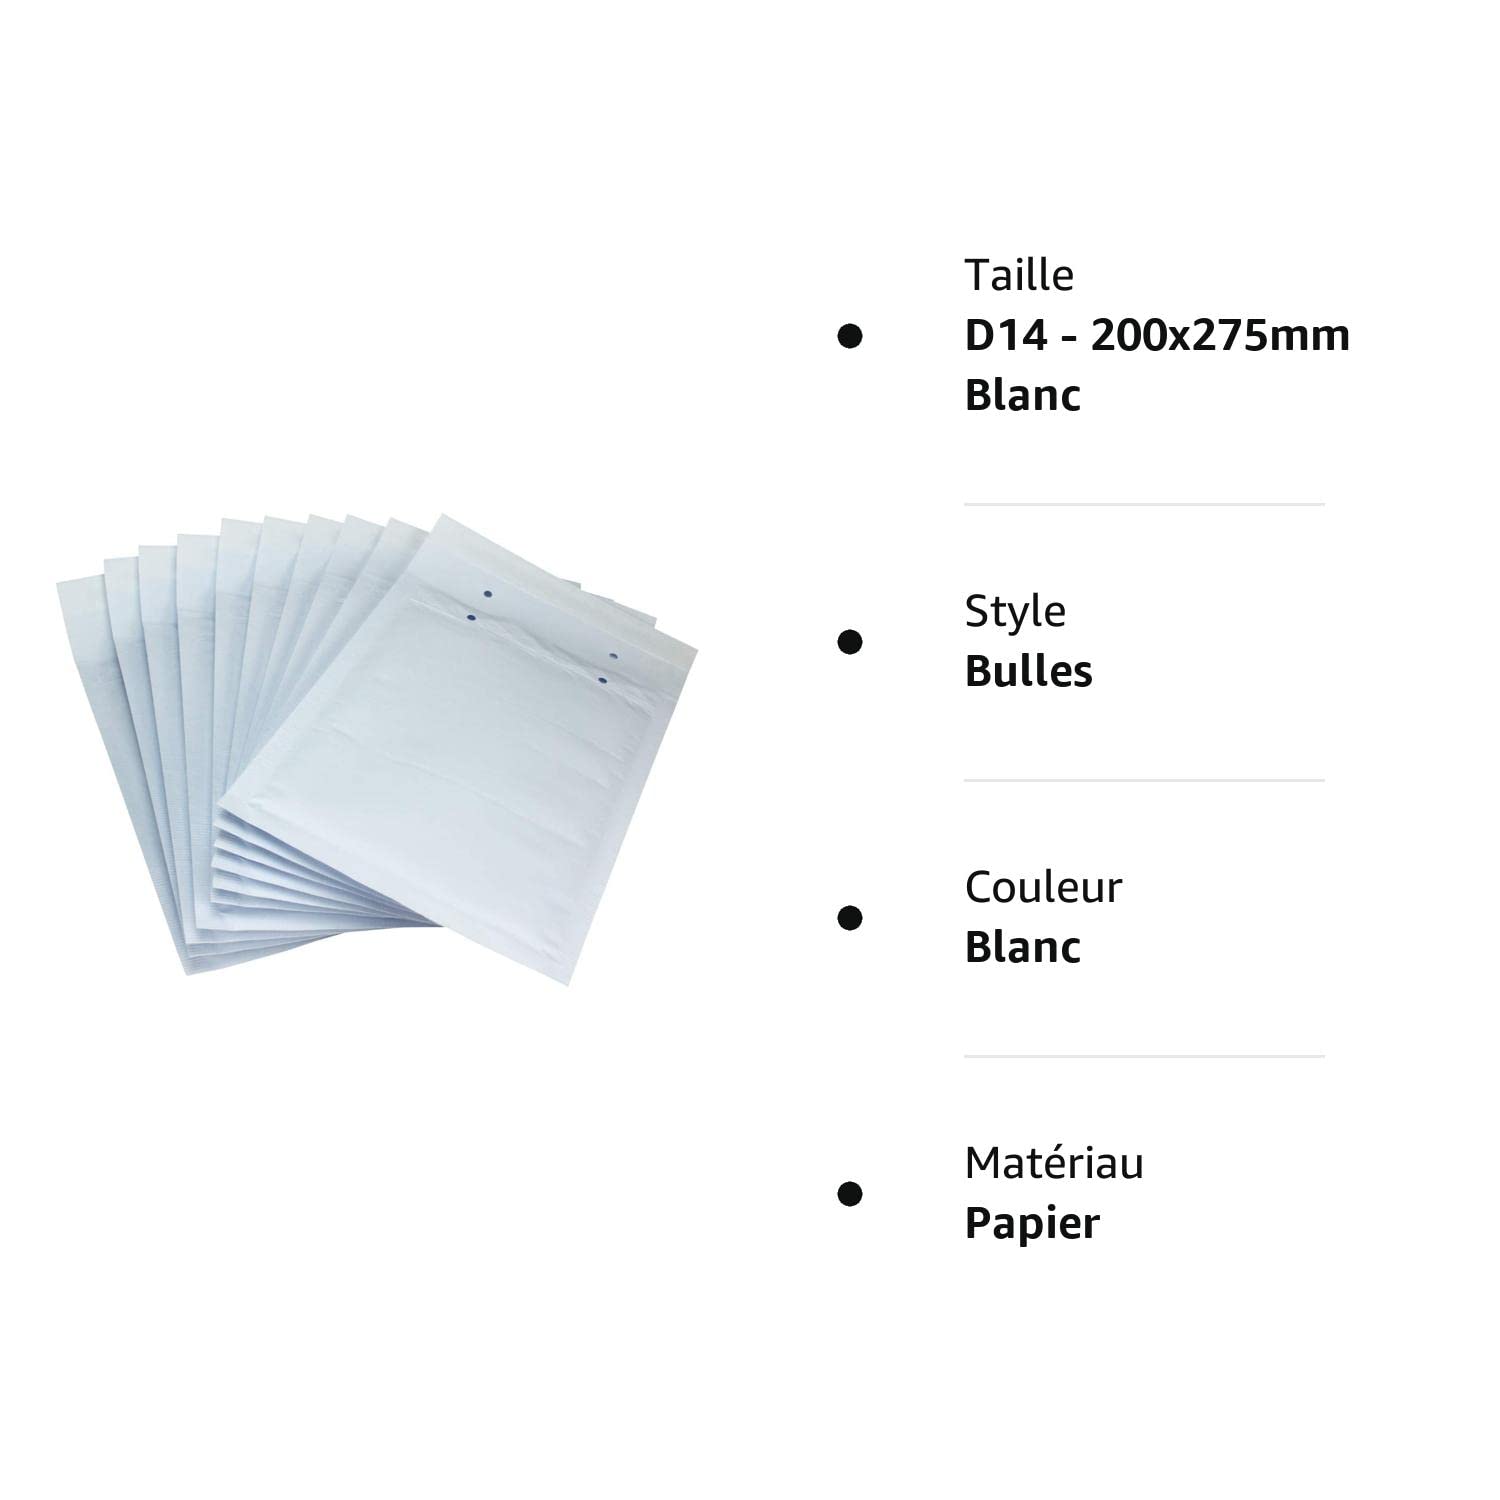 Taille
D14 - 200x275mm
Blanc
Style
Bulles
Couleur
Blanc
Matériau
Papier